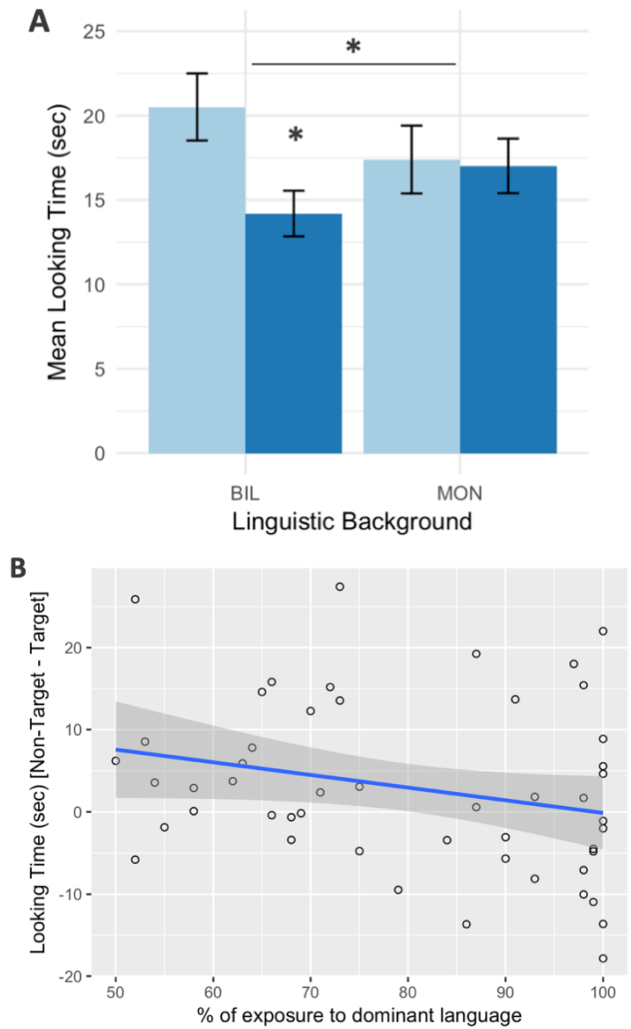 A
Mean Looking Time (sec)
25
20
15
10
5
0
*
*
BIL
MON
Linguistic Background
B
Looking Time (sec) [Non-Target - Target]
20
10
0
-10
-20
50
60
70
80
90
100
% of exposure to dominant language